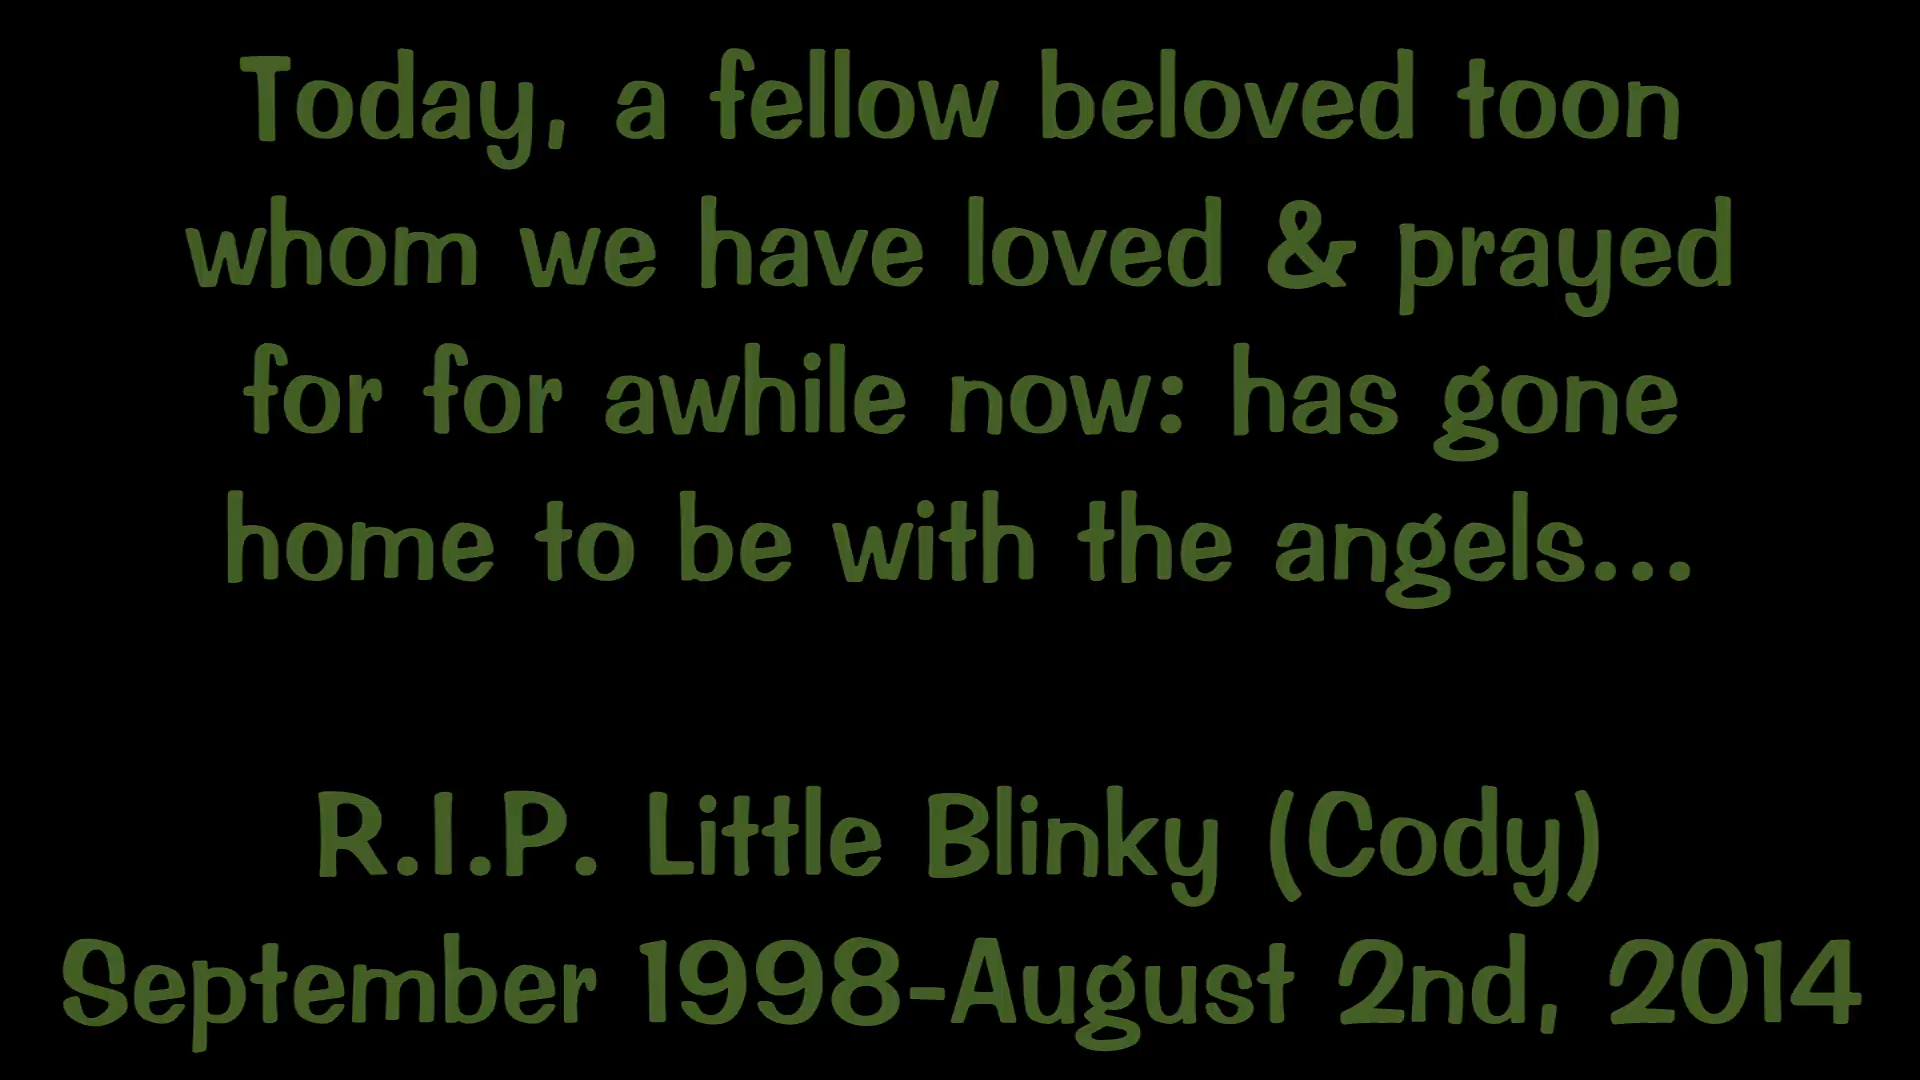 Today, a fellow beloved toon
whom we have loved & prayed
for for awhile now: has gone
home to be with the angels...
R.I.P. Little Blinky (Cody)
September 1998-August 2nd, 2014